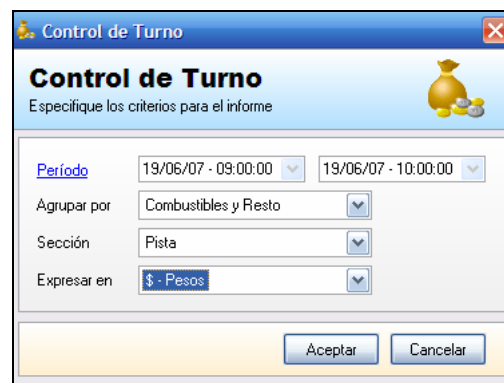 Control de Turno
Control de Turno
Especifique los criterios para el informe
Período 19/06/07 - 09:00:00 19/06/07 - 10:00:00
Agrupar por Combustibles y Resto
Sección Pista
Expresar en $ - Pesos
Aceptar Cancelar